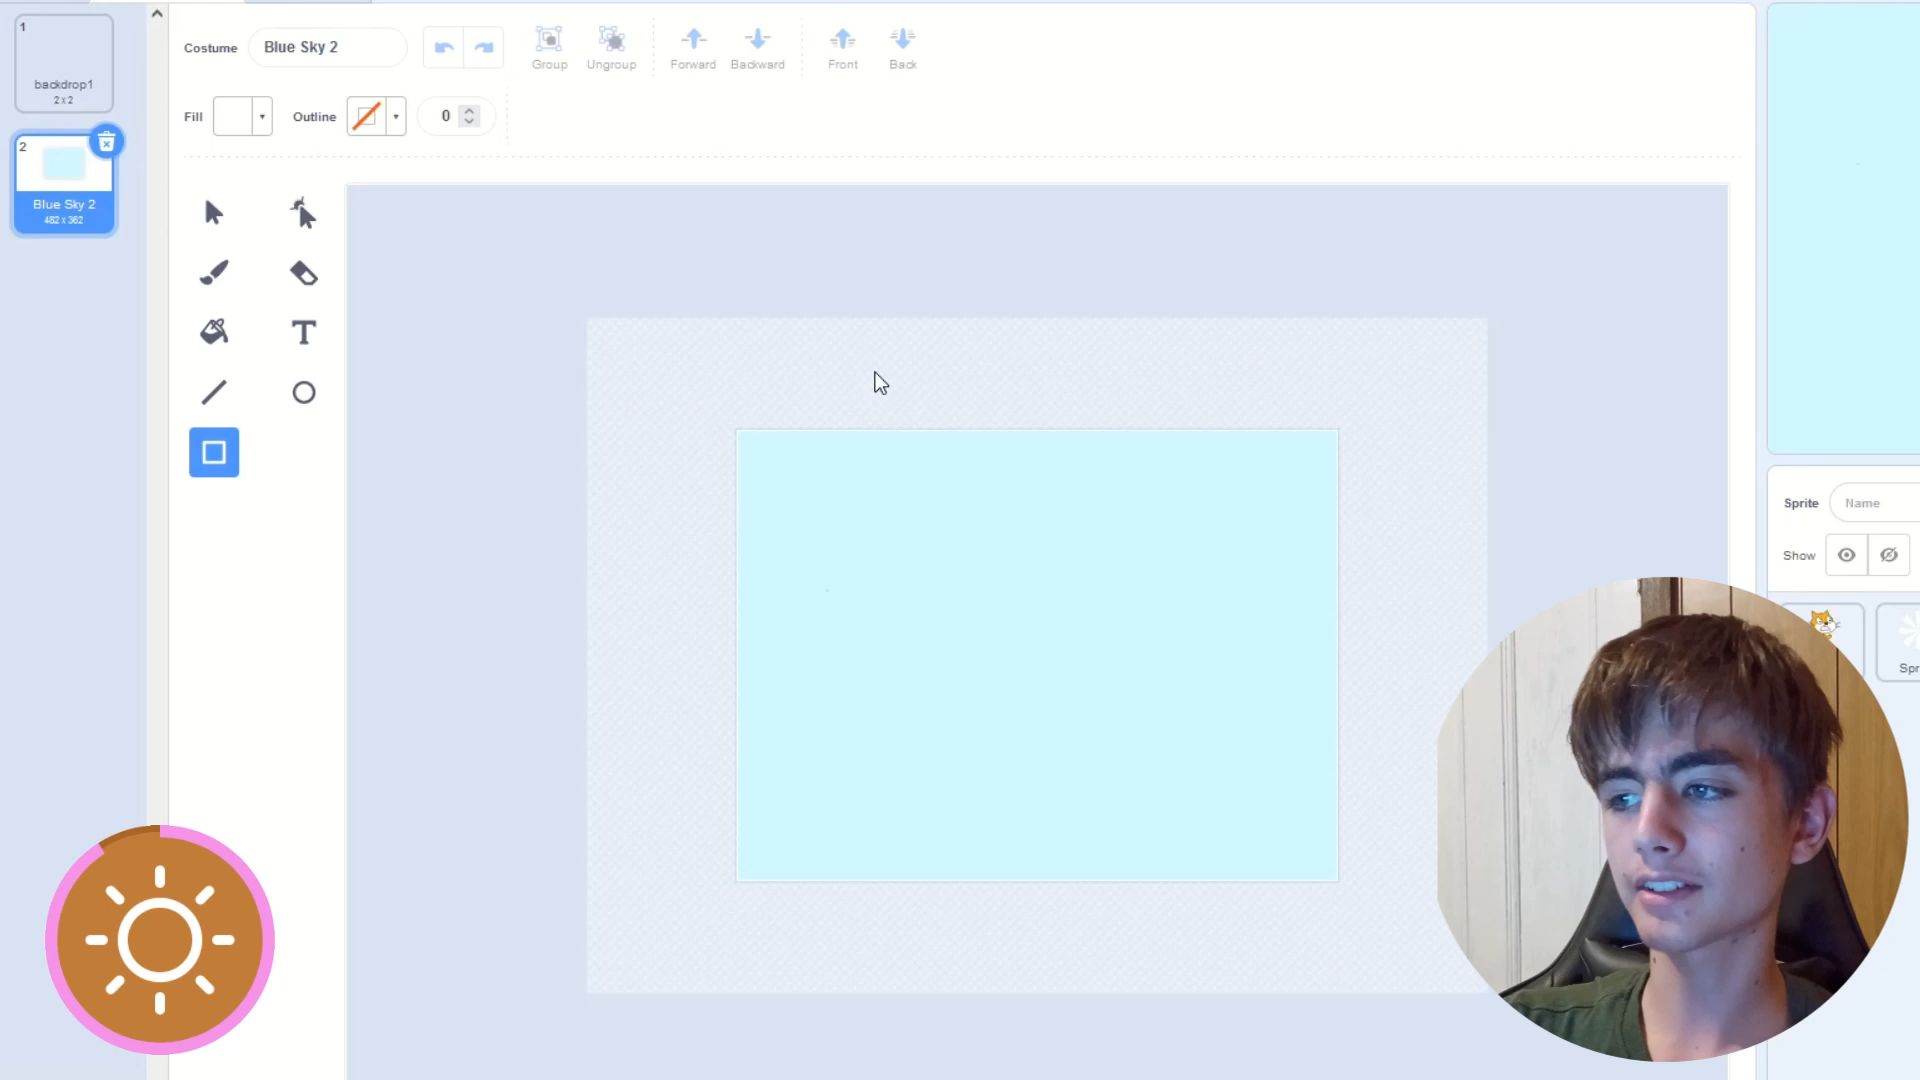 1
backdrop1
2 x 2
2
Blue Sky 2
482 x 362
Costume
Blue Sky 2
Group
Ungroup
Forward
Backward
Front
Back
Fill
Outline
0
T
Sprite
Name
Show
Spr